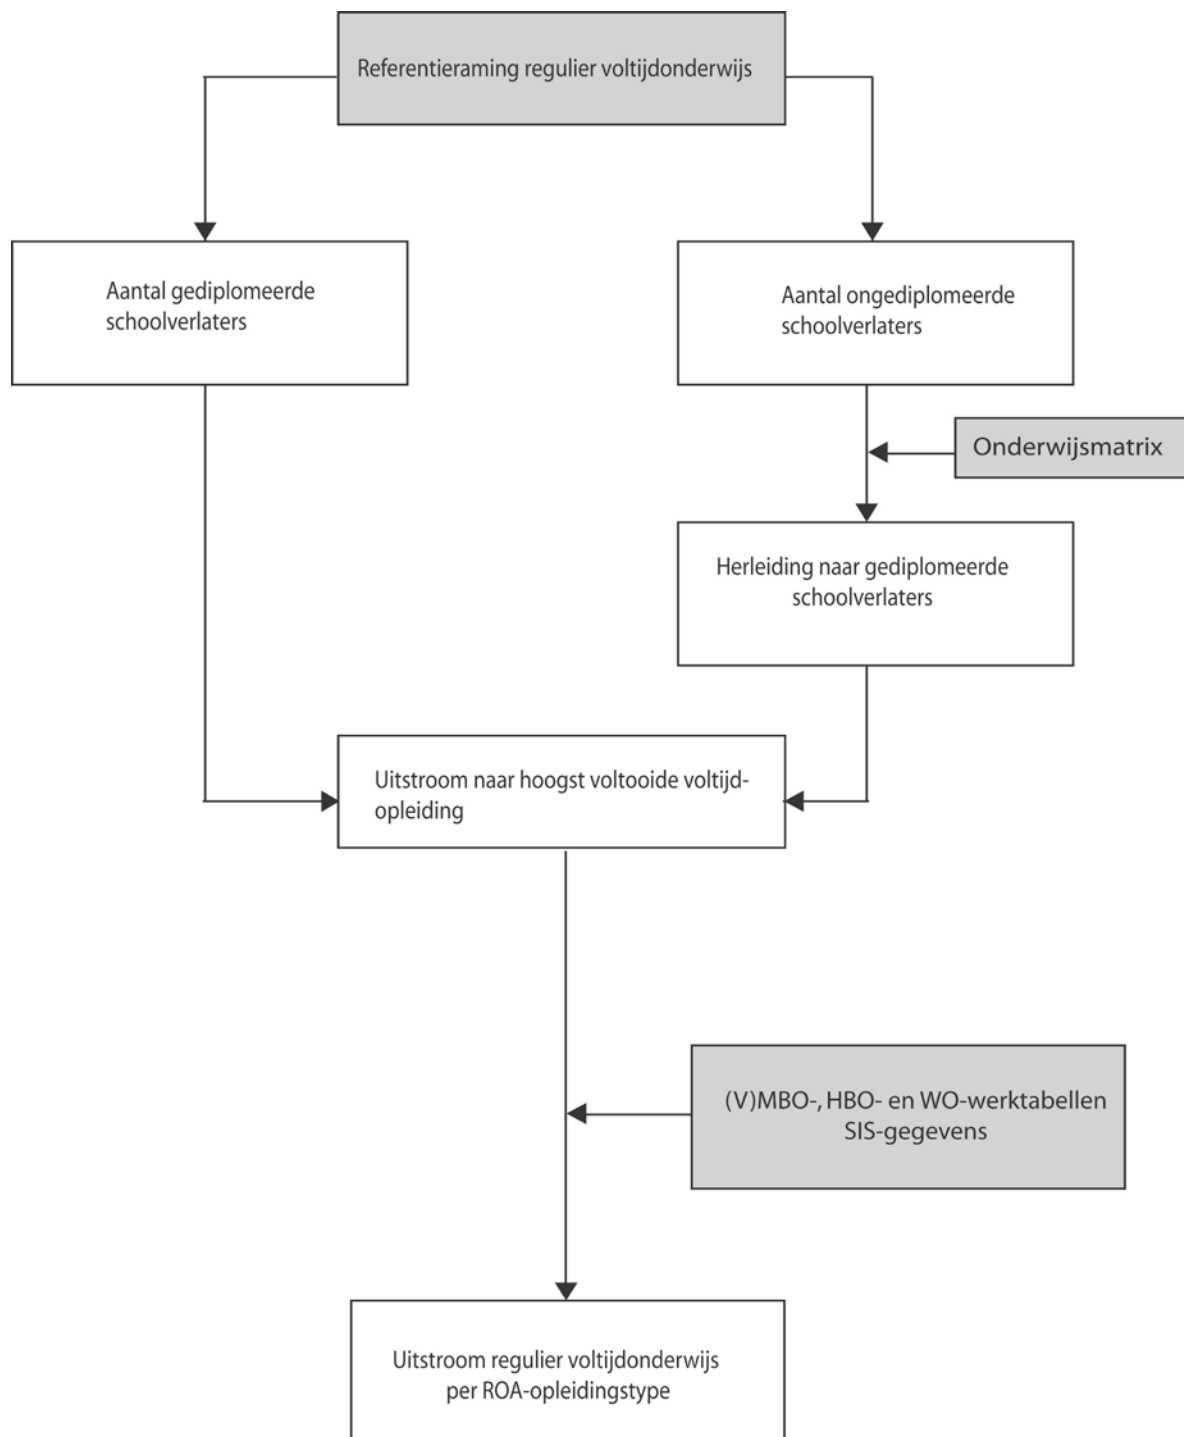 Referentieraming regulier voltijdonderwijs
Aantal gediplomeerde
schoolverlaters
Aantal ongediplomeerde
schoolverlaters
Onderwijsmatrix
Herleiding naar gediplomeerde
schoolverlaters
Uitstroom naar hoogst voltooide voltijd-
opleiding
(V)MBO-, HBO- en WO-werktabellen
SIS-gegevens
Uitstroom regulier voltijdonderwijs
per ROA-opleidingstype